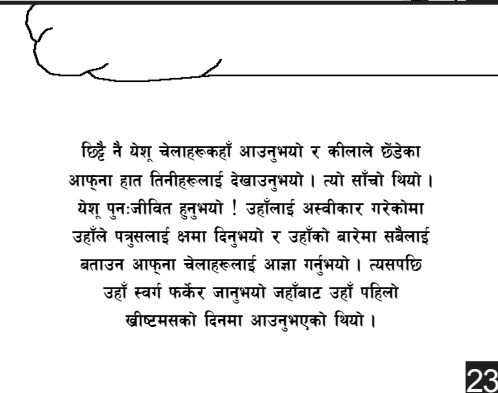 छिट्टै नै येशू चेलाहरूकहाँ आउनुभयो र कीलाले छेंडेका
आफ्ना हात तिनीहरूलाई देखाउनुभयो । त्यो साँचो थियो ।
येशू पुनःजीवित हुनुभयो ! उहाँलाई अस्वीकार गरेकोमा
उहाँले पत्रुसलाई क्षमा दिनुभयो र उहाँको बारेमा सबैलाई
बताउन आफ्ना चेलाहरूलाई आज्ञा गर्नुभयो । त्यसपछि
उहाँ स्वर्ग फर्केर जानुभयो जहाँबाट उहाँ पहिलो
ख्रीष्टमसको दिनमा आउनुभएको थियो ।
23